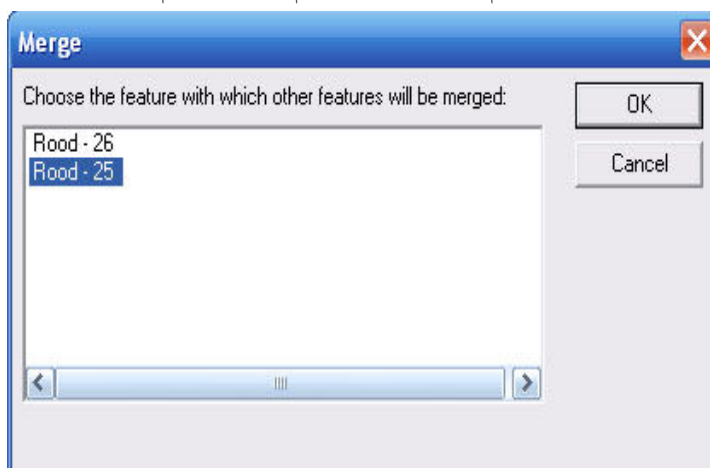 Merge
Choose the feature with which other features will be merged:
OK
Rood - 26
Rood - 25
Cancel